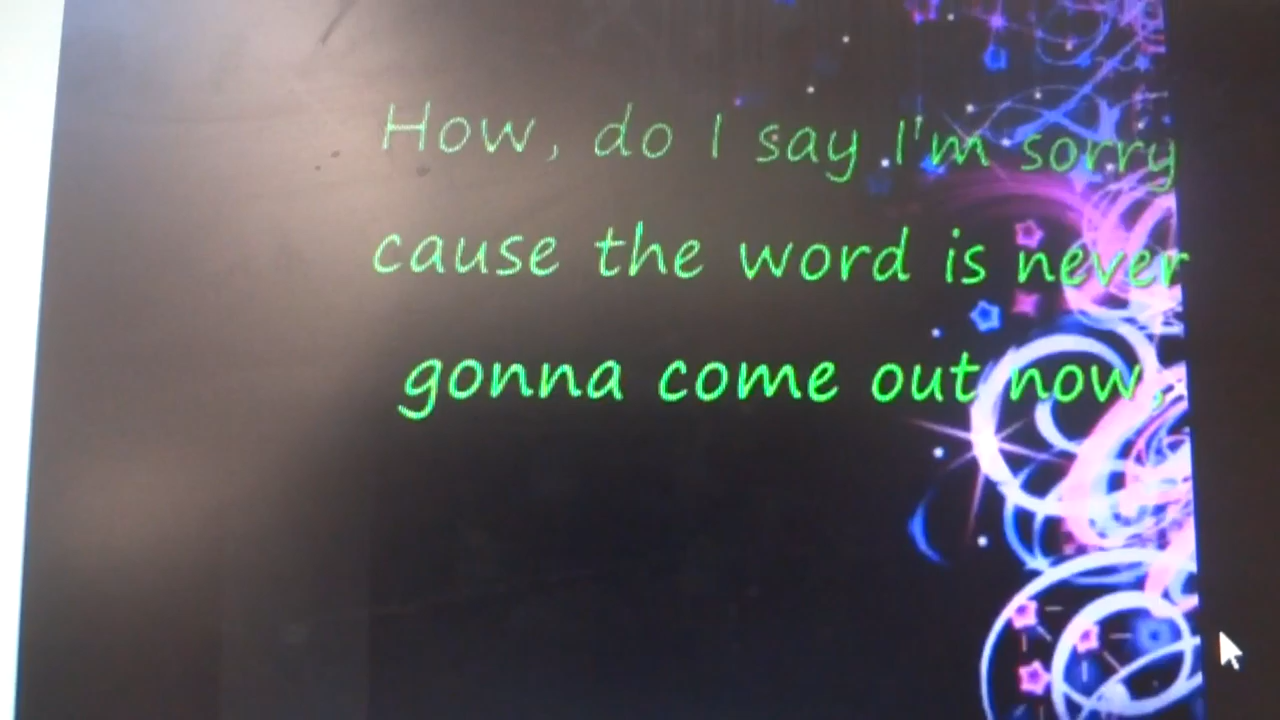 How, do I say I'm sorry
cause the word is never
gonna come out now,